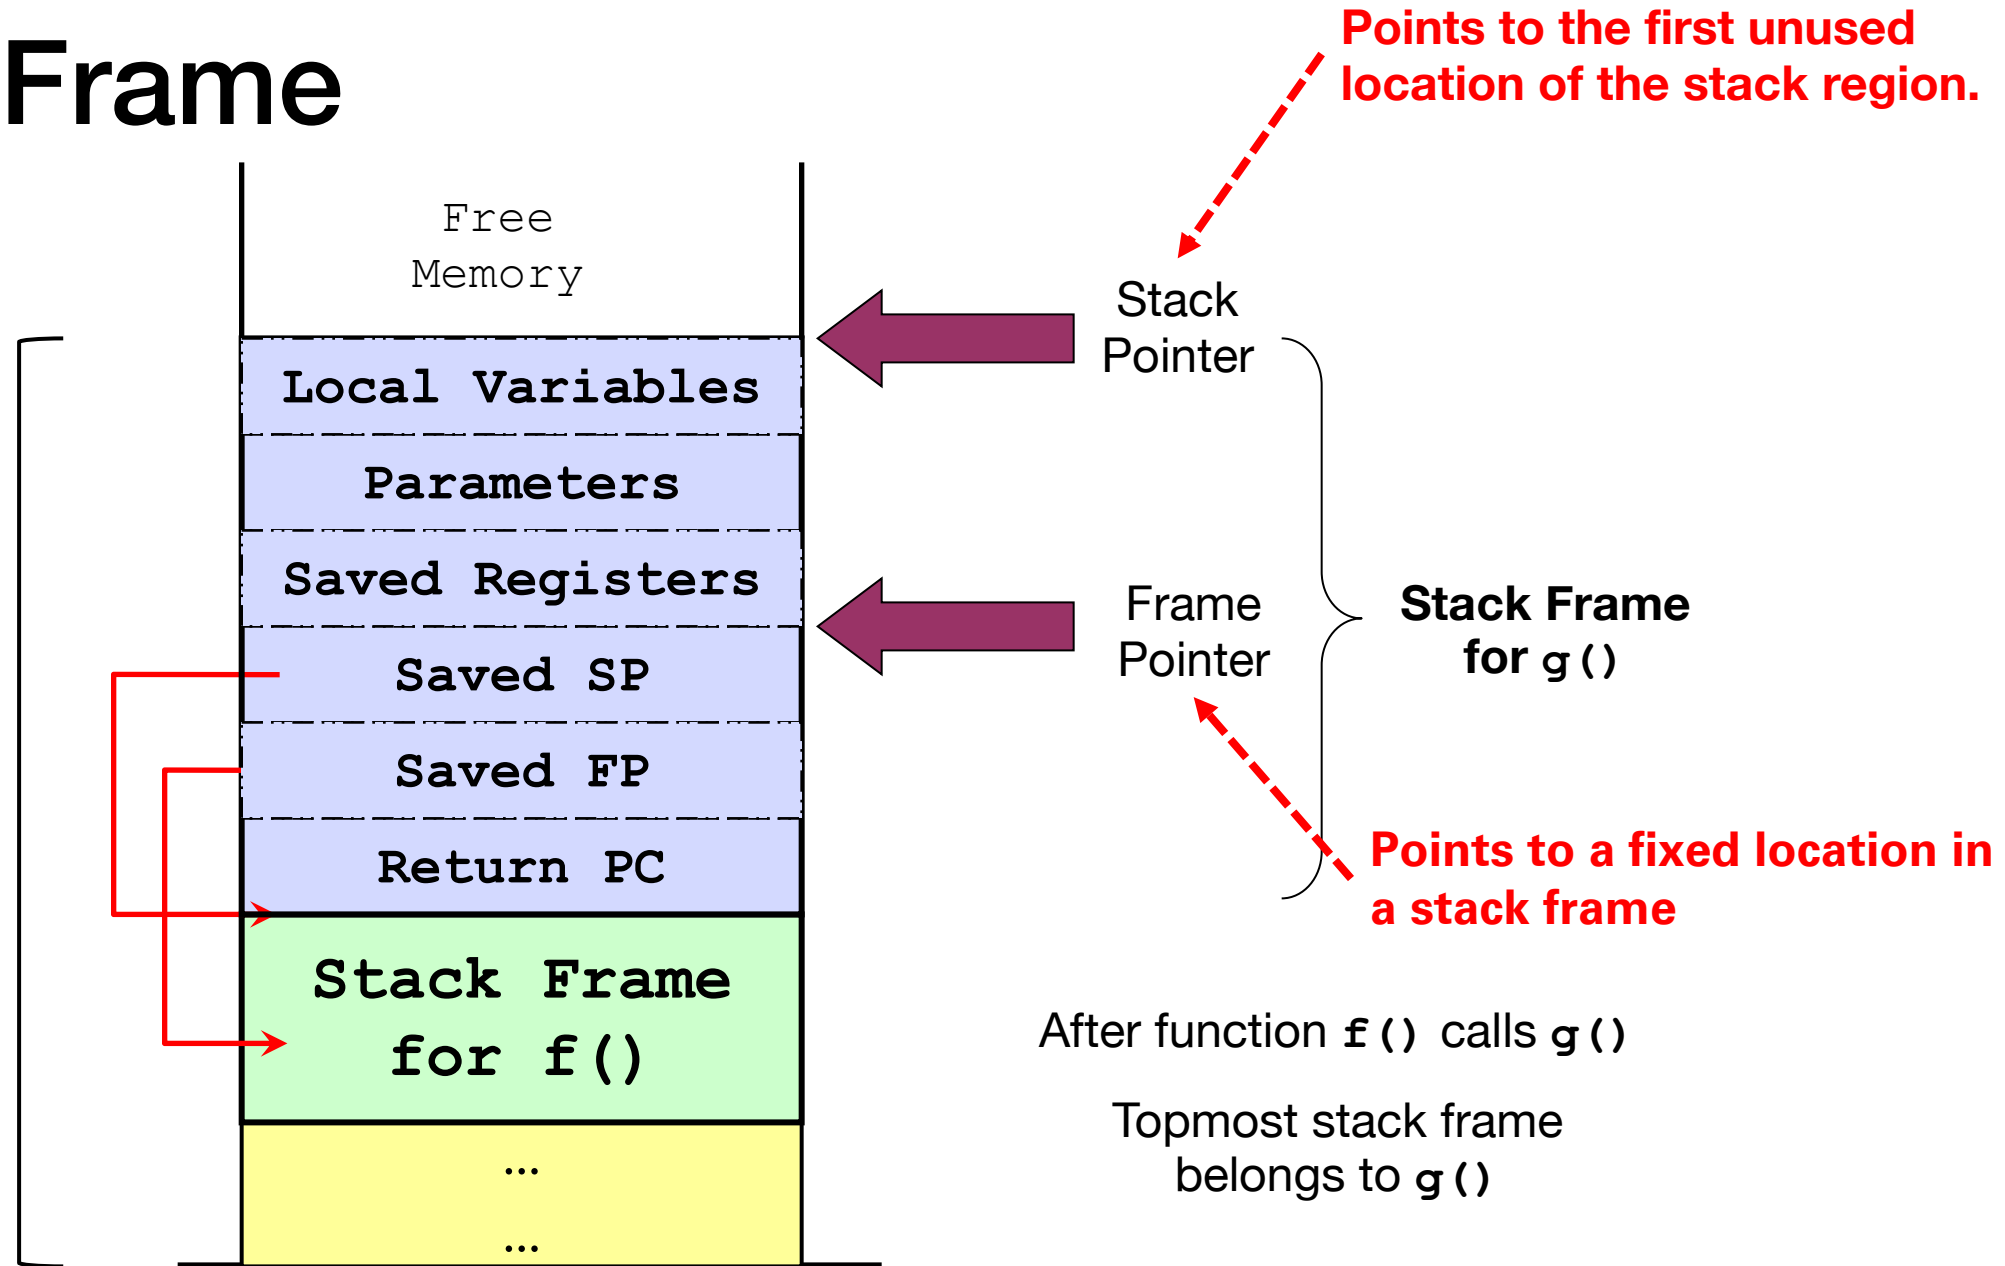 Frame
Points to the first unused
location of the stack region.
Free
Memory
Stack
Pointer
Local Variables
Parameters
Saved Registers
Frame
Pointer
Stack Frame
for g()
Saved SP
Saved FP
Return PC
Points to a fixed location in
a stack frame
Stack Frame
for f()
After function f() calls g()
Topmost stack frame
belongs to g()
...
...